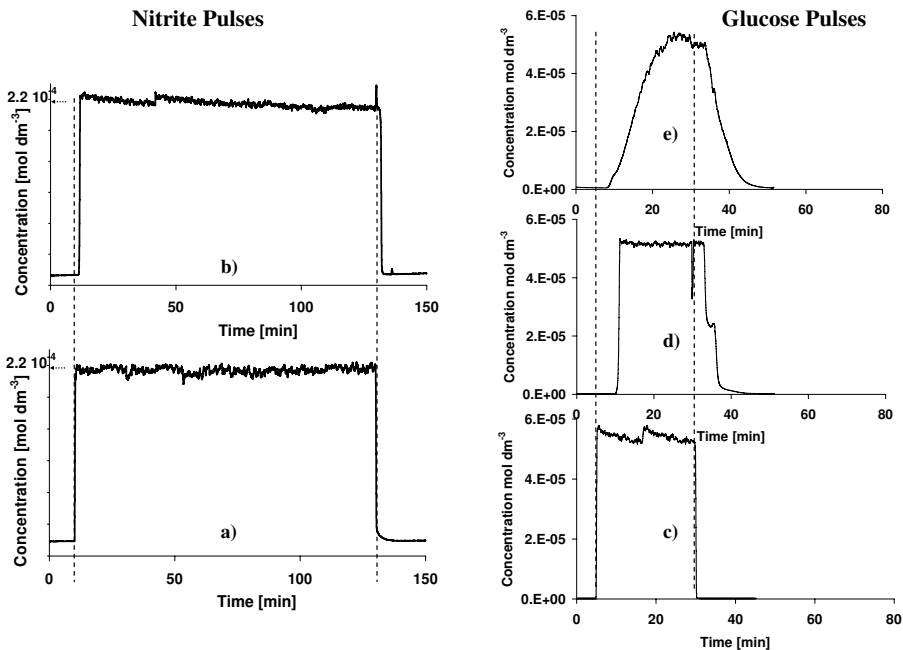 Nitrite Pulses
Concentration [mol dm⁻³]
2.2 10⁻⁴
b)
0 50 100 150
Time [min]
Concentration [mol dm⁻³]
2.2 10⁻⁴
a)
0 50 100 150
Time [min]
Glucose Pulses
Concentration mol dm⁻³
6.E-05
4.E-05
2.E-05
0.E+00
e)
0 20 40 60 80
Time [min]
Concentration mol dm⁻³
6.E-05
4.E-05
2.E-05
0.E+00
d)
0 20 40 60 80
Time [min]
Concentration mol dm⁻³
6.E-05
4.E-05
2.E-05
0.E+00
c)
0 20 40 60 80
Time [min]